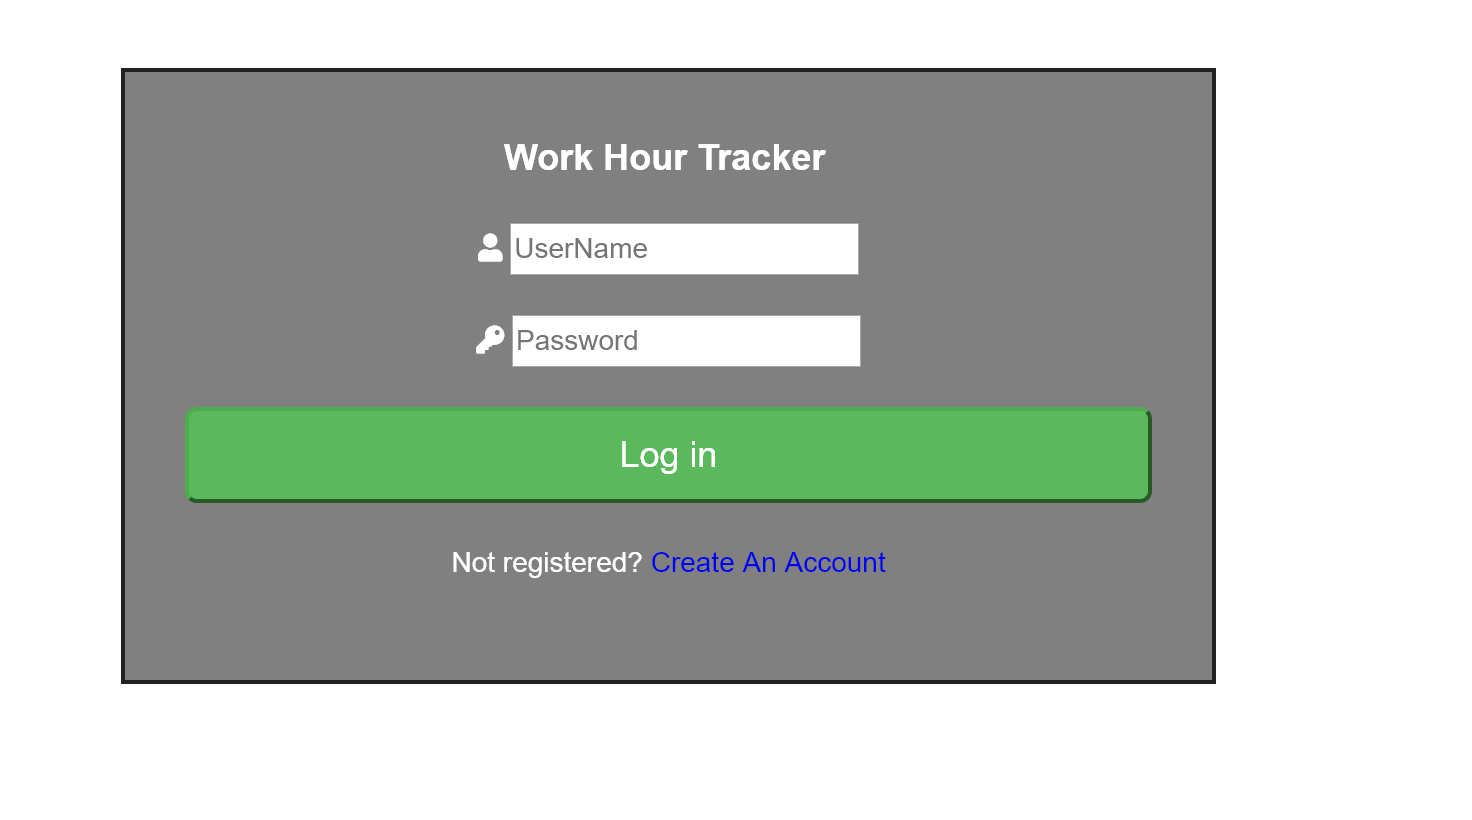 Work Hour Tracker
UserName
Password
Log in
Not registered? Create An Account